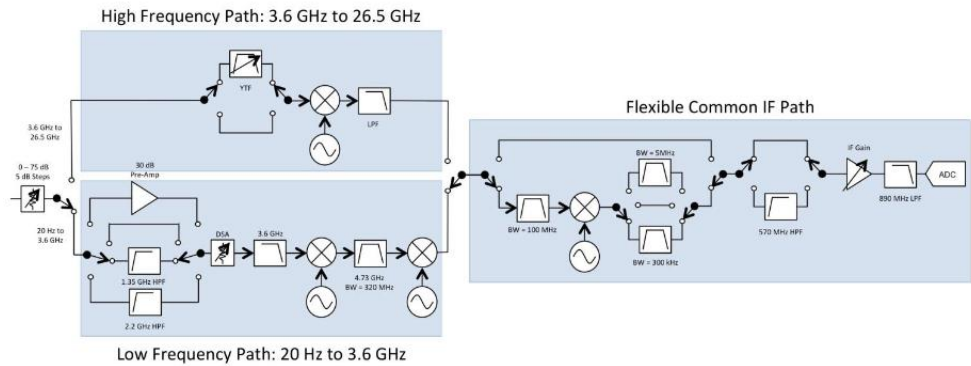 High Frequency Path: 3.6 GHz to 26.5 GHz
YTF
LPF
3.6 GHz to
26.5 GHz
0 – 75 dB
5 dB Steps
20 Hz to
3.6 GHz
30 dB
Pre-Amp
1.35 GHz HPF
2.2 GHz HPF
DSA
3.6 GHz
4.73 GHz
BW = 320 MHz
Low Frequency Path: 20 Hz to 3.6 GHz
Flexible Common IF Path
BW = 100 MHz
BW = 5MHz
BW = 300 kHz
570 MHz HPF
IF Gain
890 MHz LPF
ADC